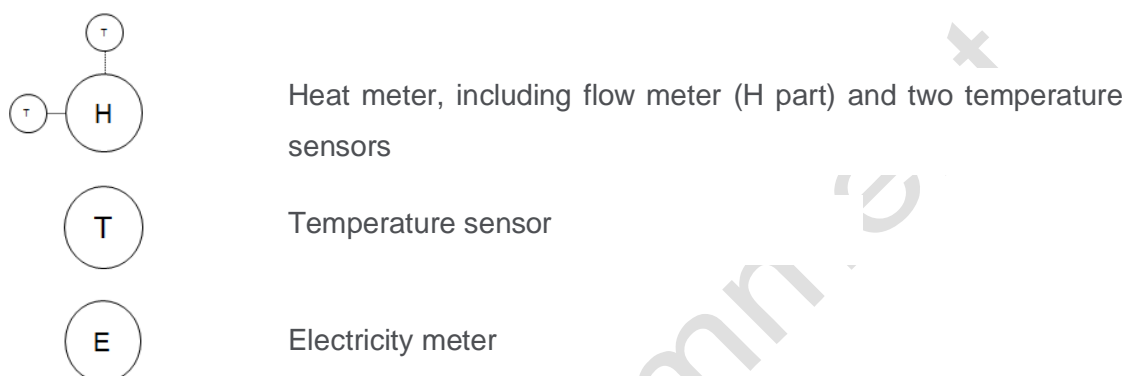 T
T
H
Heat meter, including flow meter (H part) and two temperature
sensors
T
Temperature sensor
E
Electricity meter